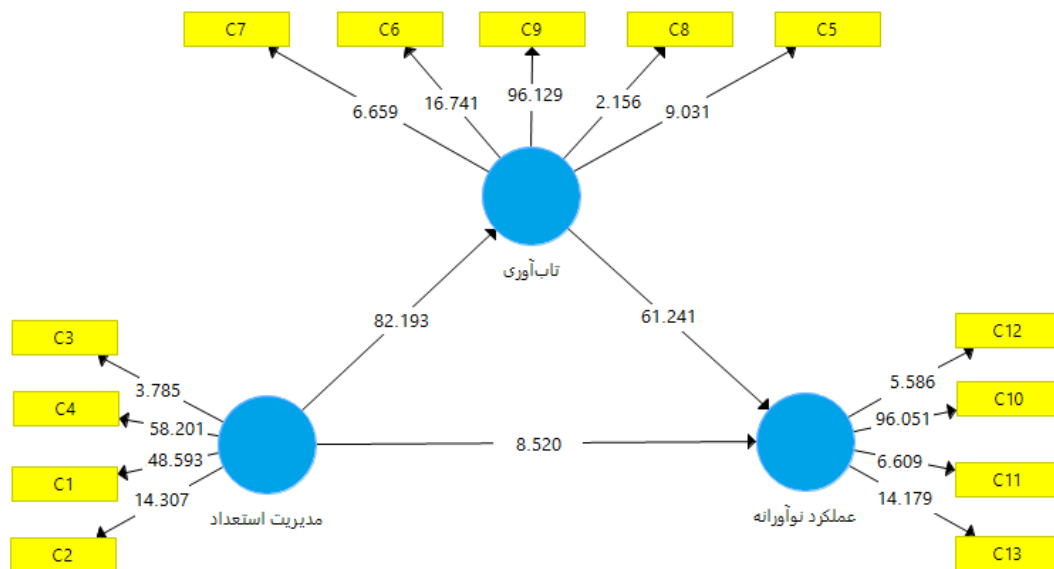 C7
C6
C9
C8
C5
6.659
16.741
96.129
2.156
9.031
تاب‌آوری
82.193
61.241
C3
C4
C1
C2
3.785
58.201
48.593
14.307
مدیریت استعداد
8.520
C12
C10
C11
C13
5.586
96.051
6.609
14.179
عملکرد نوآورانه